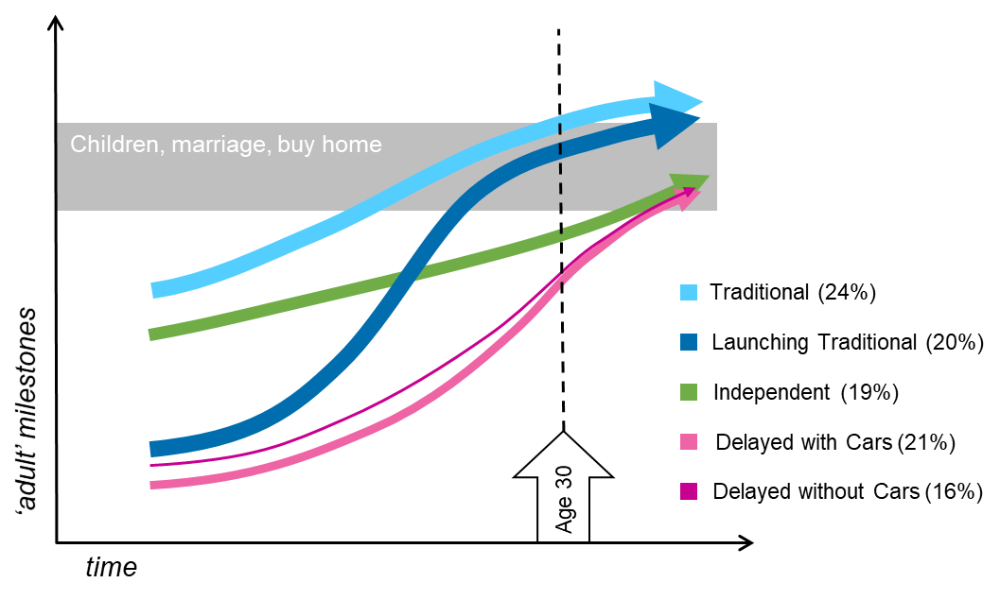 Children, marriage, buy home
Traditional (24%)
Launching Traditional (20%)
Independent (19%)
Delayed with Cars (21%)
Delayed without Cars (16%)
‘adult’ milestones
Age 30
time